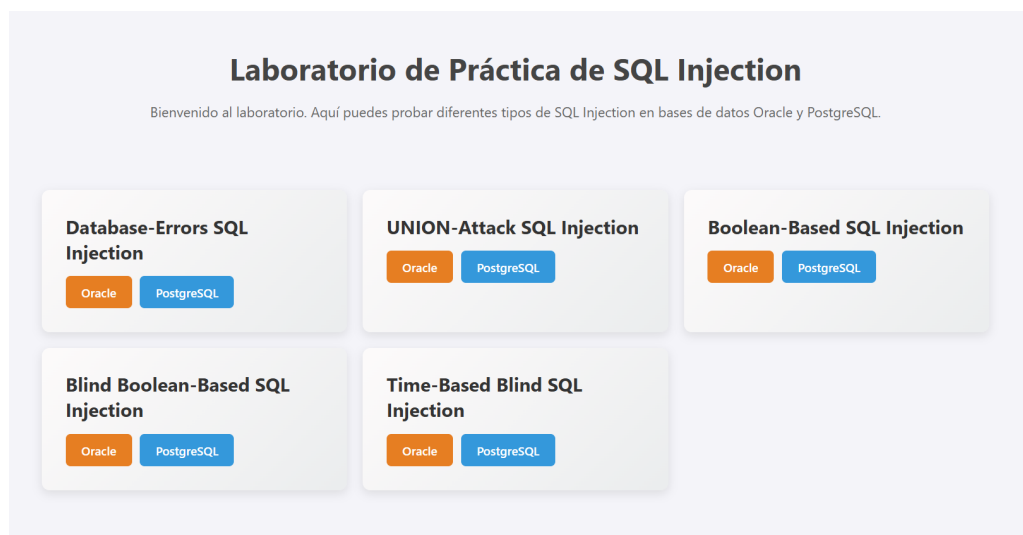 Laboratorio de Práctica de SQL Injection
Bienvenido al laboratorio. Aquí puedes probar diferentes tipos de SQL Injection en bases de datos Oracle y PostgreSQL.
Database-Errors SQL
Injection
Oracle PostgreSQL
UNION-Attack SQL Injection
Oracle PostgreSQL
Boolean-Based SQL Injection
Oracle PostgreSQL
Blind Boolean-Based SQL
Injection
Oracle PostgreSQL
Time-Based Blind SQL
Injection
Oracle PostgreSQL